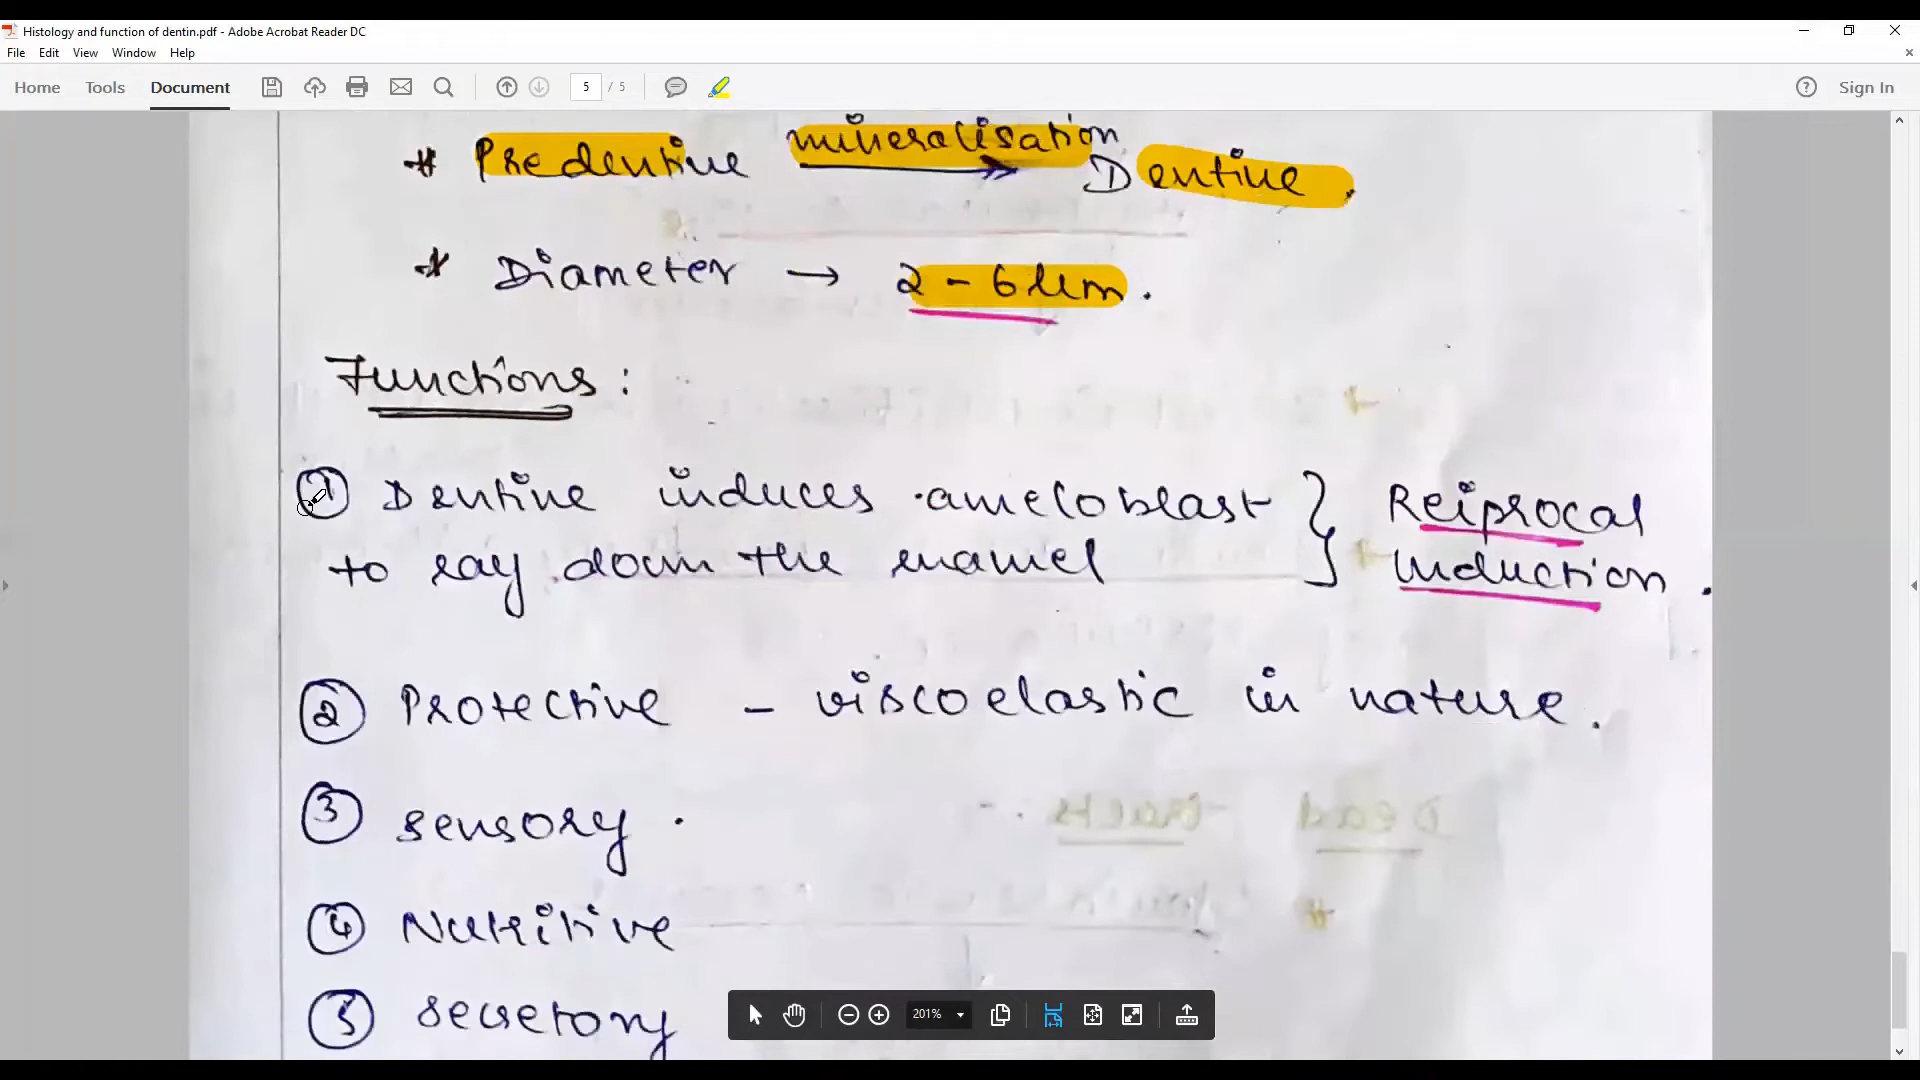 Histology and function of dentin.pdf - Adobe Acrobat Reader DC
File Edit View Window Help
Home Tools Document 5 / 5 Sign In
* Predentine mineralisation → Dentine.
* Diameter → 2 - 6 µm.
Functions:
① Dentine induces ameloblast } Reiprocal
to lay down the enamel Induction.
② Protective - viscoelastic in nature.
③ sensory.
Dead tracts
④ Nutritive
⑤ secretory
201%